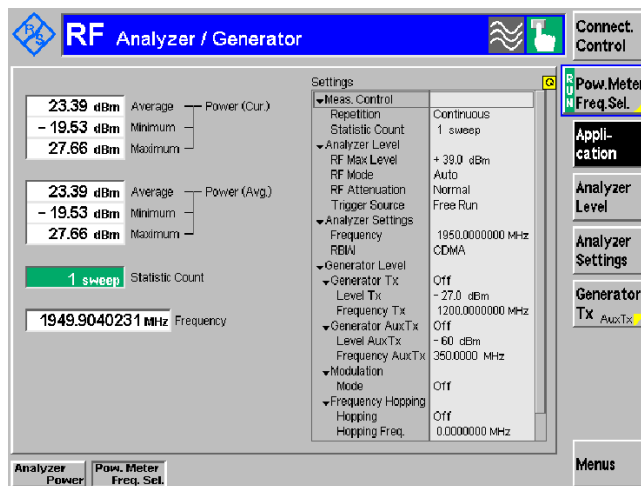 R S
RF Analyzer / Generator
Connect. Control
RUN
Pow.Meter Freq.Sel.
Appli- cation
Analyzer Level
Analyzer Settings
Generator Tx AuxTx
Menus
23.39 dBm Average Power (Cur.)
- 19.53 dBm Minimum
27.66 dBm Maximum
23.39 dBm Average Power (Avg.)
- 19.53 dBm Minimum
27.66 dBm Maximum
1 sweep Statistic Count
1949.9040231 MHz Frequency
Settings
Meas. Control
Repetition Continuous
Statistic Count 1 sweep
Analyzer Level
RF Max Level + 39.0 dBm
RF Mode Auto
RF Attenuation Normal
Trigger Source Free Run
Analyzer Settings
Frequency 1950.0000000 MHz
RBW CDMA
Generator Level
Generator Tx Off
Level Tx - 27.0 dBm
Frequency Tx 1200.0000000 MHz
Generator AuxTx Off
Level AuxTx - 60 dBm
Frequency AuxTx 350.0000 MHz
Modulation
Mode Off
Frequency Hopping
Hopping Off
Hopping Freq. 0.0000000 MHz
Analyzer Power
Pow. Meter Freq. Sel.